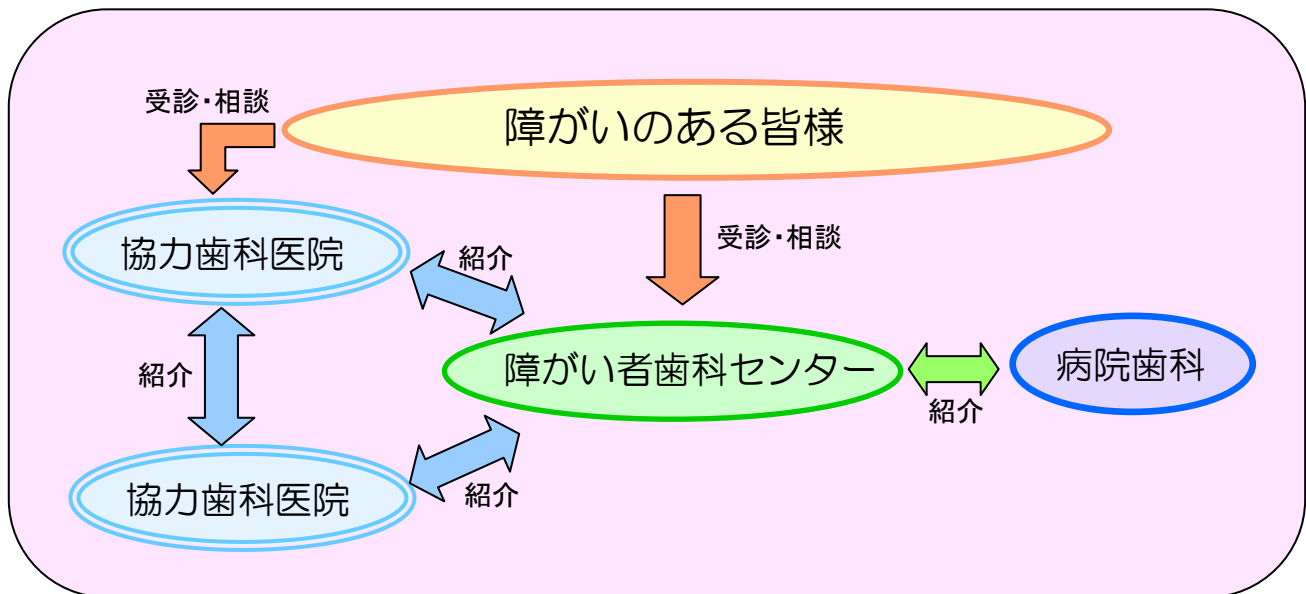 受診・相談
障がいのある皆様
受診・相談
協力歯科医院
紹介
障がい者歯科センター
病院歯科
紹介
紹介
協力歯科医院
紹介